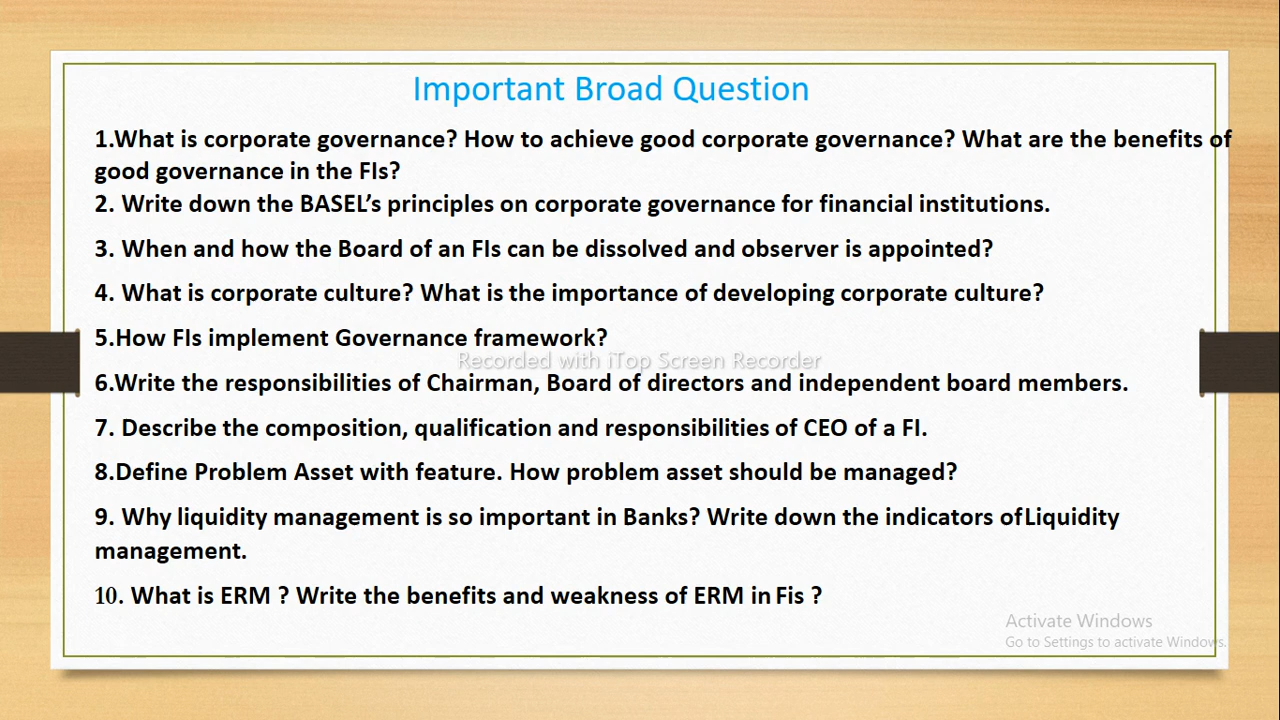 Important Broad Question
1.What is corporate governance? How to achieve good corporate governance? What are the benefits of
good governance in the FIs?
2. Write down the BASEL’s principles on corporate governance for financial institutions.
3. When and how the Board of an FIs can be dissolved and observer is appointed?
4. What is corporate culture? What is the importance of developing corporate culture?
5.How FIs implement Governance framework?
Recorded with iTop Screen Recorder
6.Write the responsibilities of Chairman, Board of directors and independent board members.
7. Describe the composition, qualification and responsibilities of CEO of a FI.
8.Define Problem Asset with feature. How problem asset should be managed?
9. Why liquidity management is so important in Banks? Write down the indicators ofLiquidity
management.
10. What is ERM ? Write the benefits and weakness of ERM in Fis ?
Activate Windows
Go to Settings to activate Windows.